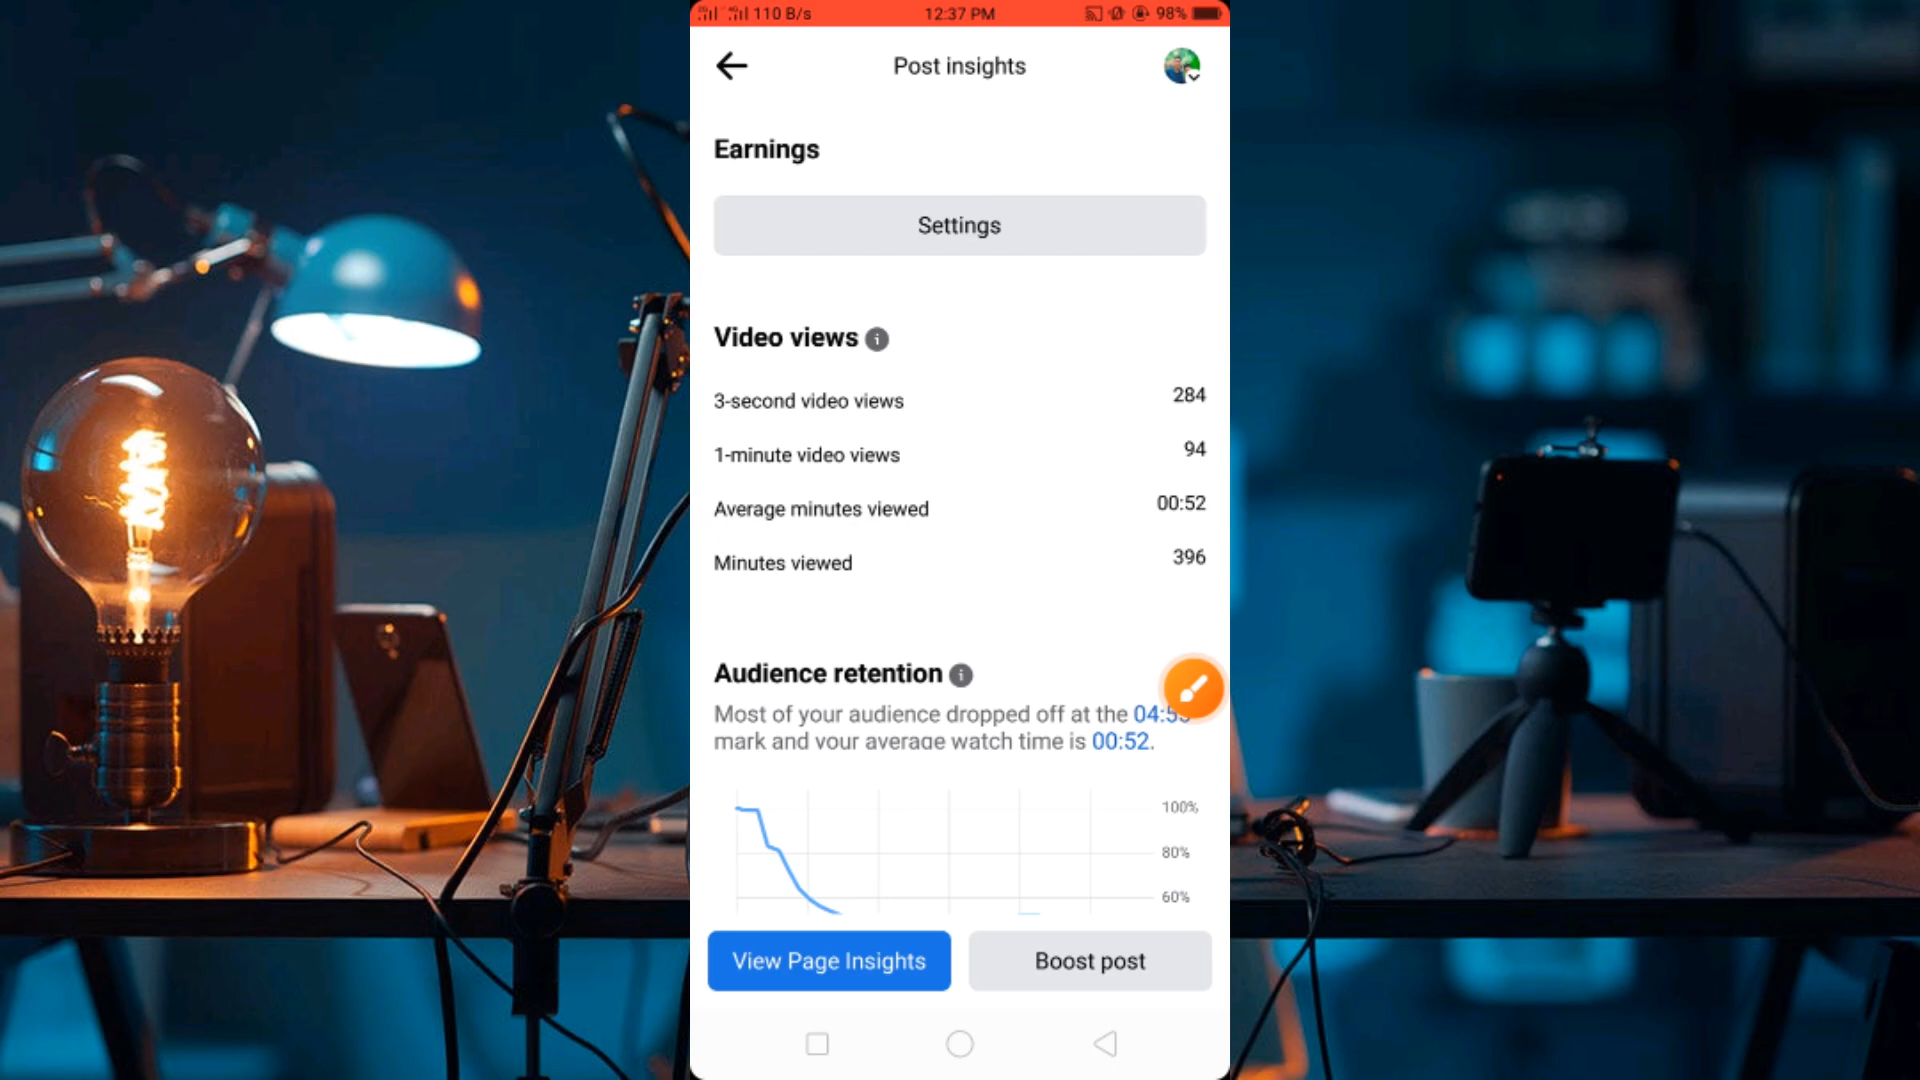 110 B/s 12:37 PM 98%
Post insights
Earnings
Settings
Video views
3-second video views 284
1-minute video views 94
Average minutes viewed 00:52
Minutes viewed 396
Audience retention
Most of your audience dropped off at the
mark and your average watch time is 00:52.
100%
80%
60%
View Page Insights Boost post